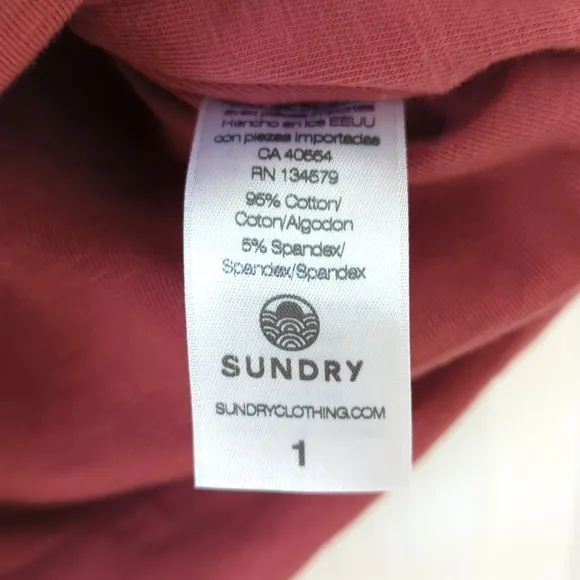 Hancho en los EEUU
con piezas importadas
CA 40554
RN 134579
95% Cotton/
Coton/Algodon
5% Spandex/
Spandex/Spandex
SUNDRY
SUNDRYCLOTHING.COM
1